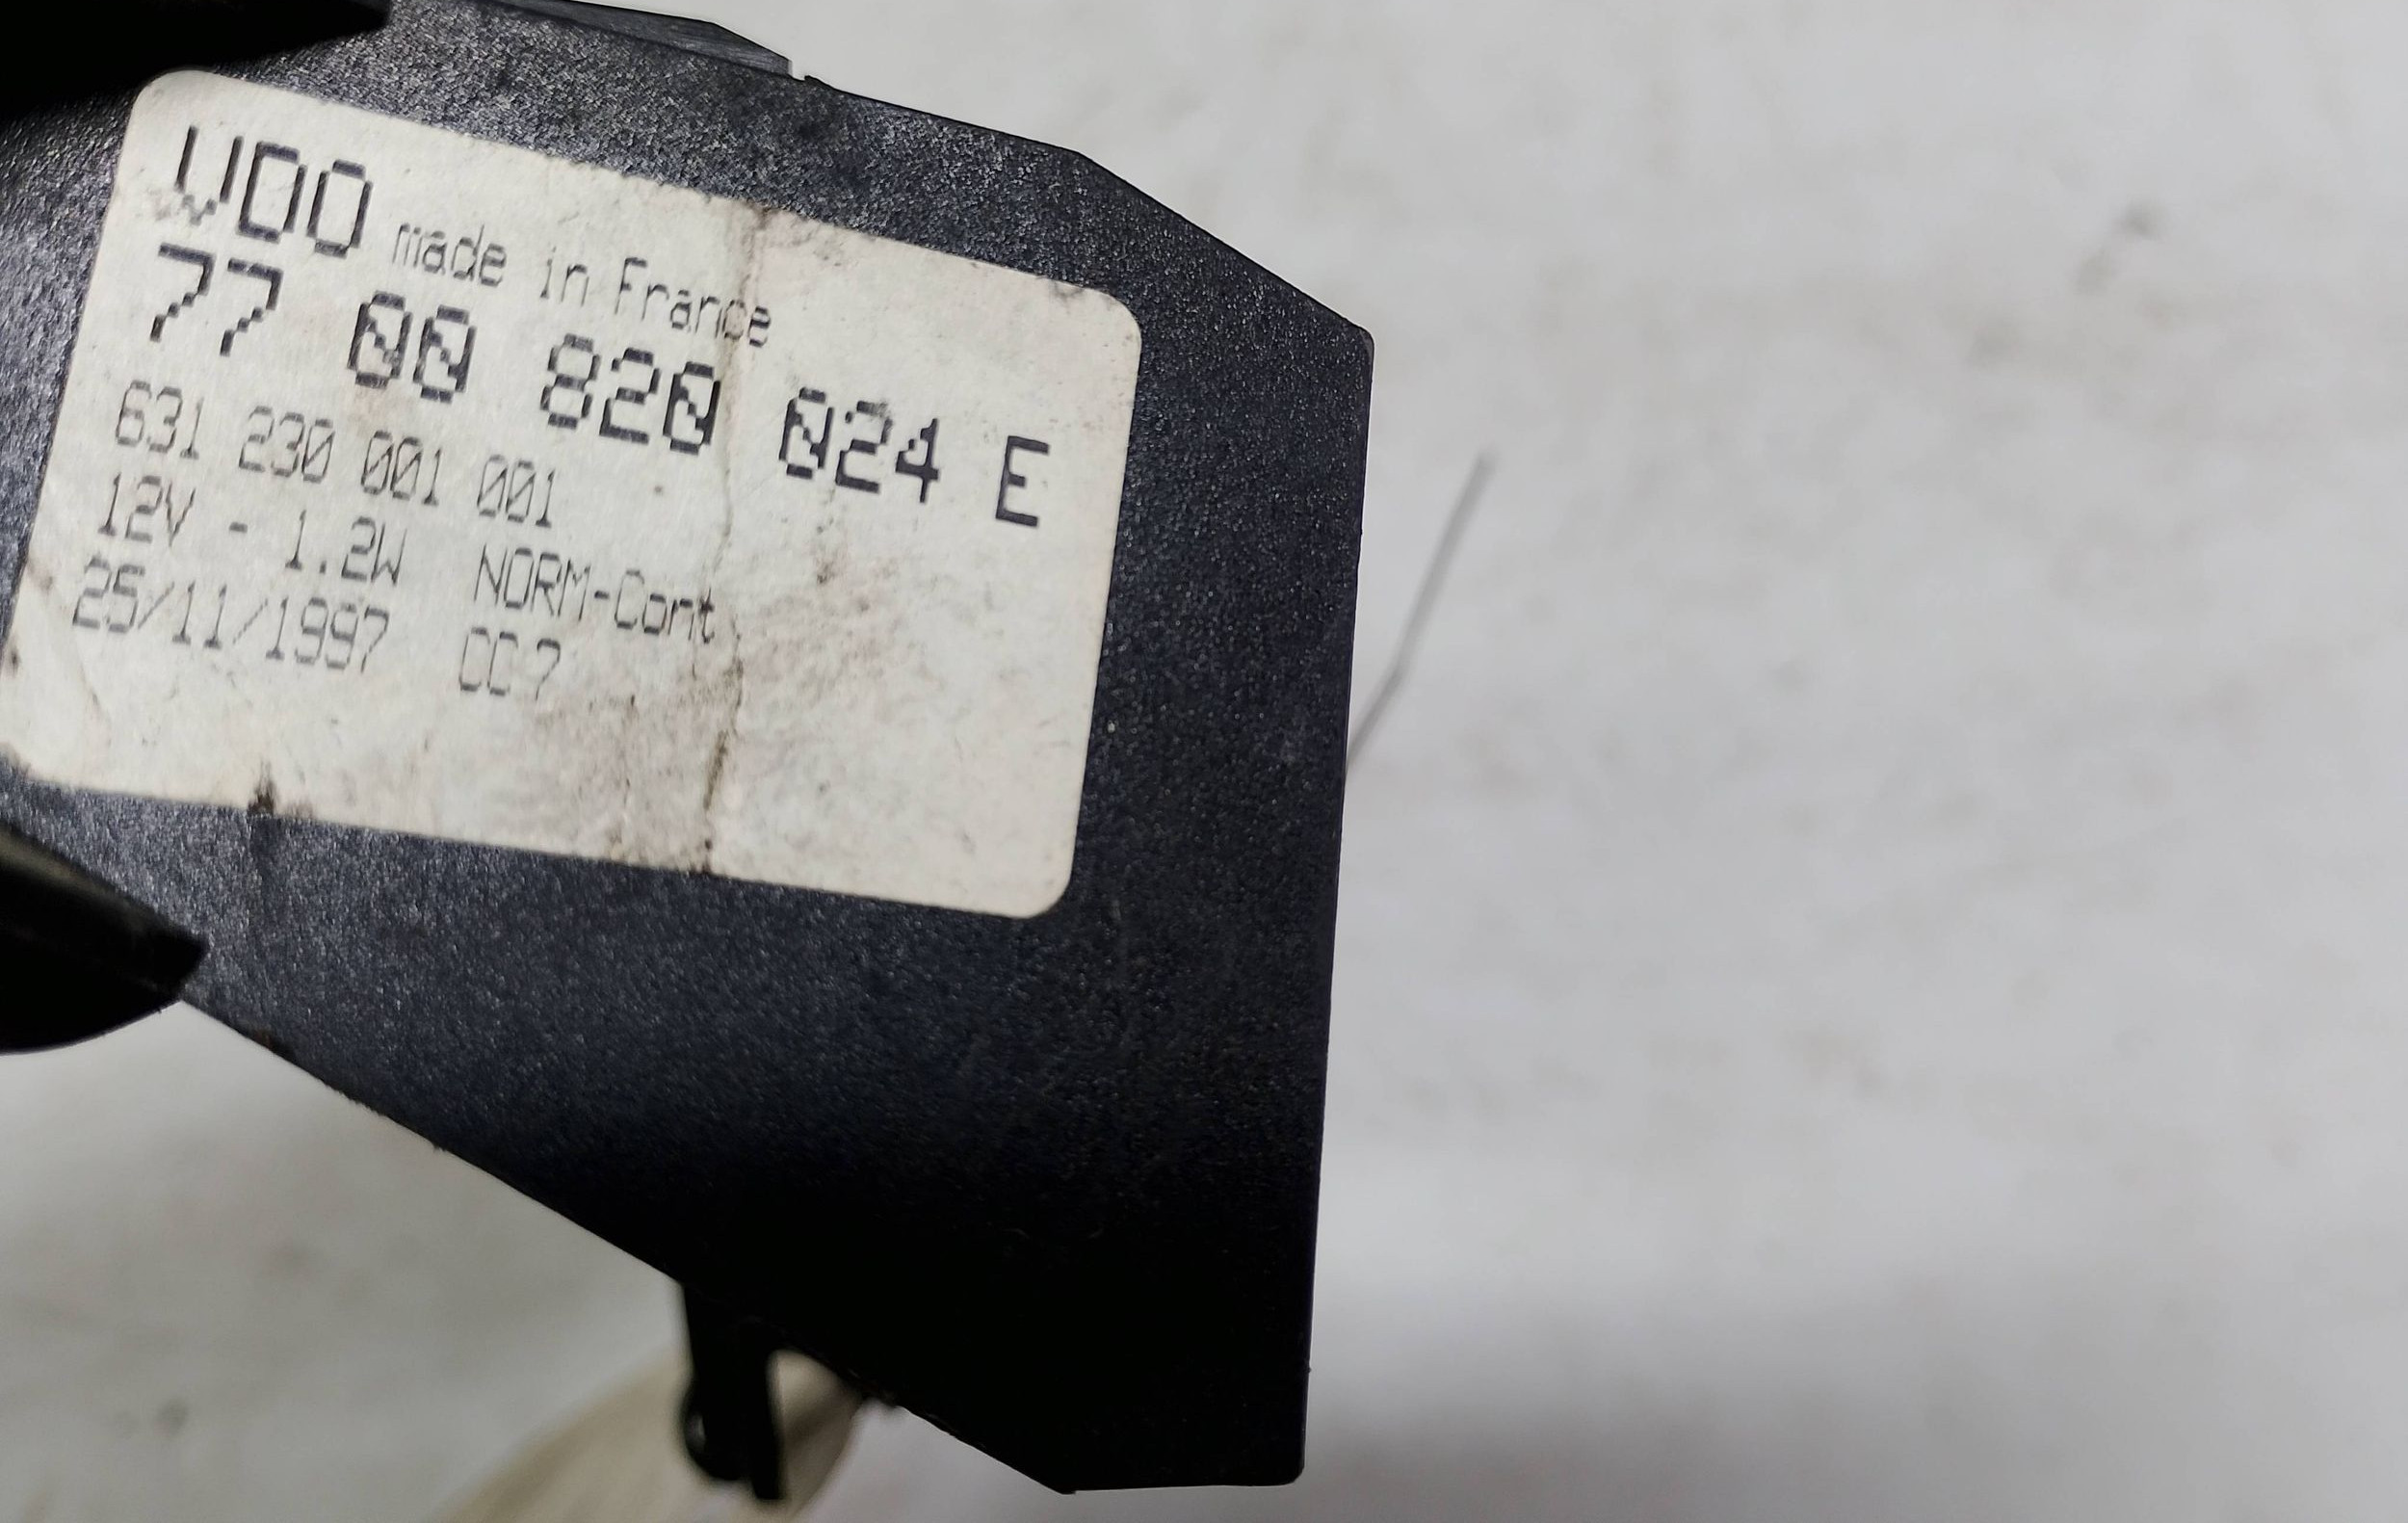 VDO made in France
77 00 820 024 E
631 230 001 001
12V - 1.2W NORM-Cont
25/11/1997 CC7